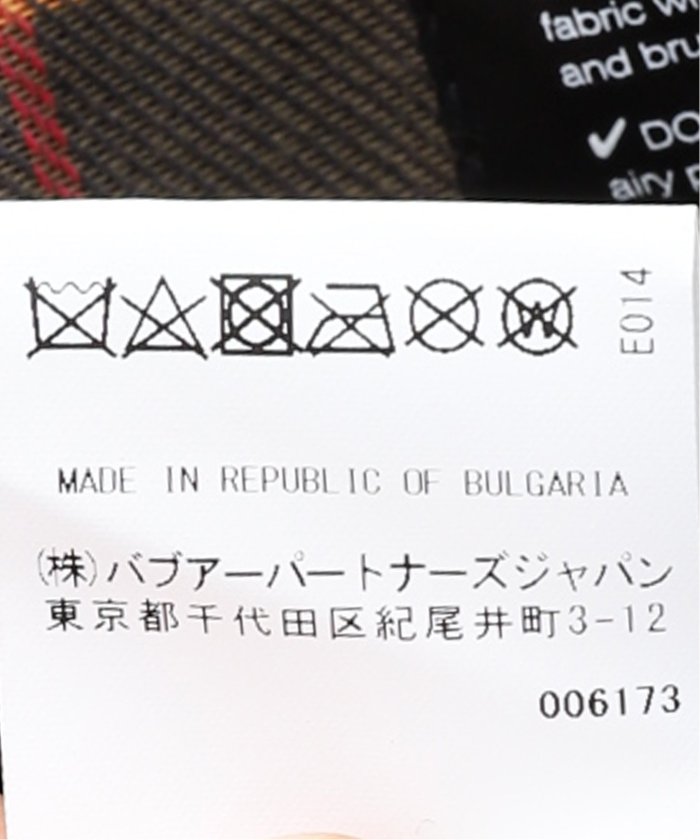 fabric
and
✔ DO
airy
E014
MADE IN REPUBLIC OF BULGARIA
(株)バブアーパートナーズジャパン
東京都千代田区紀尾井町3-12
006173